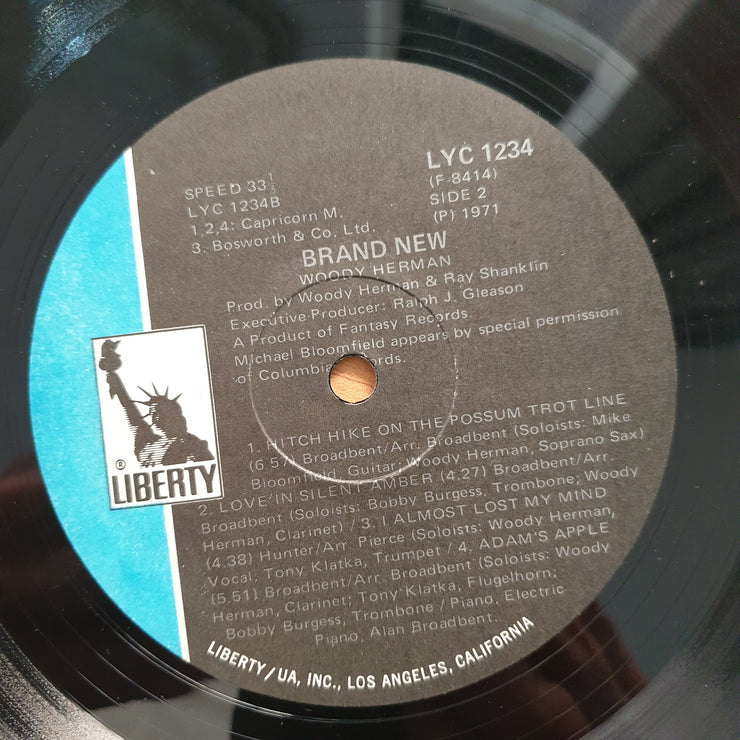 LYC 1234
(F-8414)
SIDE 2
(P) 1971
SPEED 33 1/3
LYC 1234B
1,2,4: Capricorn M.
3. Bosworth & Co. Ltd.
BRAND NEW
WOODY HERMAN
Prod. by Woody Herman & Ray Shanklin
Executive Producer: Ralph J. Gleason
A Product of Fantasy Records
Michael Bloomfield appears by special permission
of Columbia Records.
1. HITCH HIKE ON THE POSSUM TROT LINE
(6.57) Broadbent/Arr. Broadbent (Soloists: Mike
Bloomfield, Guitar; Woody Herman, Soprano Sax)
2. LOVE IN SILENT AMBER (4.27) Broadbent/Arr.
Broadbent (Soloists: Bobby Burgess, Trombone; Woody
Herman, Clarinet) / 3. I ALMOST LOST MY MIND
(4.38) Hunter/Arr. Pierce (Soloists: Woody Herman,
Vocal; Tony Klatka, Trumpet / 4. ADAM'S APPLE
(5.51) Broadbent/Arr. Broadbent (Soloists: Woody
Herman, Clarinet; Tony Klatka, Flugelhorn;
Bobby Burgess, Trombone / Piano, Electric
Piano, Alan Broadbent.
® LIBERTY
LIBERTY/UA, INC., LOS ANGELES, CALIFORNIA